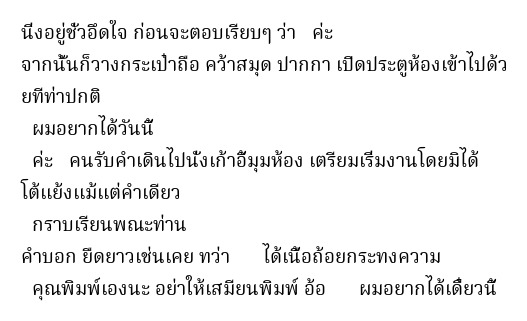 นิ่งอยู่ชั่วอึดใจ ก่อนจะตอบเรียบๆ ว่า ค่ะ
จากนั้นก็วางกระเป๋าถือ คว้าสมุด ปากกา เปิดประตูห้องเข้าไปด้ว
ยทีท่าปกติ
ผมอยากได้วันนี้
ค่ะ คนรับคำเดินไปนั่งเก้าอี้มุมห้อง เตรียมเริ่มงานโดยมิได้
โต้แย้งแม้แต่คำเดียว
กราบเรียนพณะท่าน
คำบอก ยืดยาวเช่นเคย ทว่า ได้เนื้อถ้อยกระทงความ
คุณพิมพ์เองนะ อย่าให้เสมียนพิมพ์ อ้อ ผมอยากได้เดี๋ยวนี้